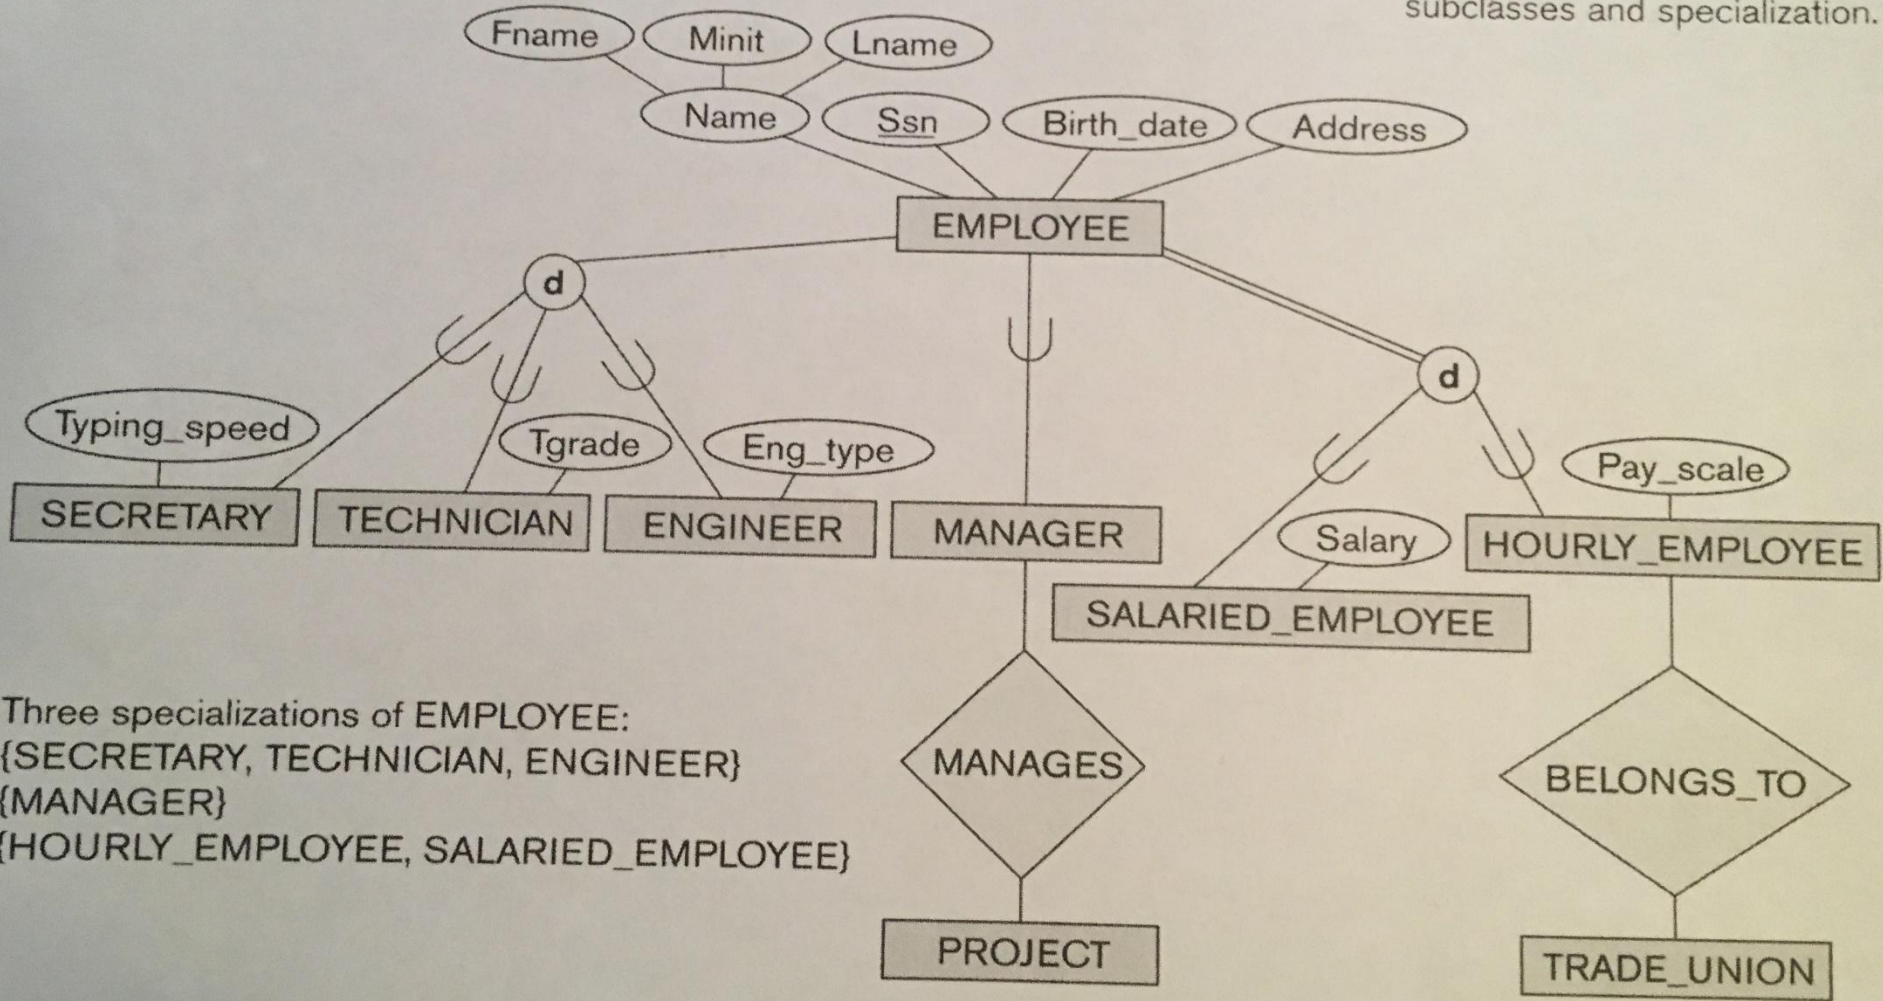 subclasses and specialization.
Fname Minit Lname
Name Ssn Birth_date Address
EMPLOYEE
d
d
Typing_speed Tgrade Eng_type Pay_scale
SECRETARY TECHNICIAN ENGINEER MANAGER Salary HOURLY_EMPLOYEE
SALARIED_EMPLOYEE
Three specializations of EMPLOYEE:
{SECRETARY, TECHNICIAN, ENGINEER}
{MANAGER}
{HOURLY_EMPLOYEE, SALARIED_EMPLOYEE}
MANAGES BELONGS_TO
PROJECT TRADE_UNION